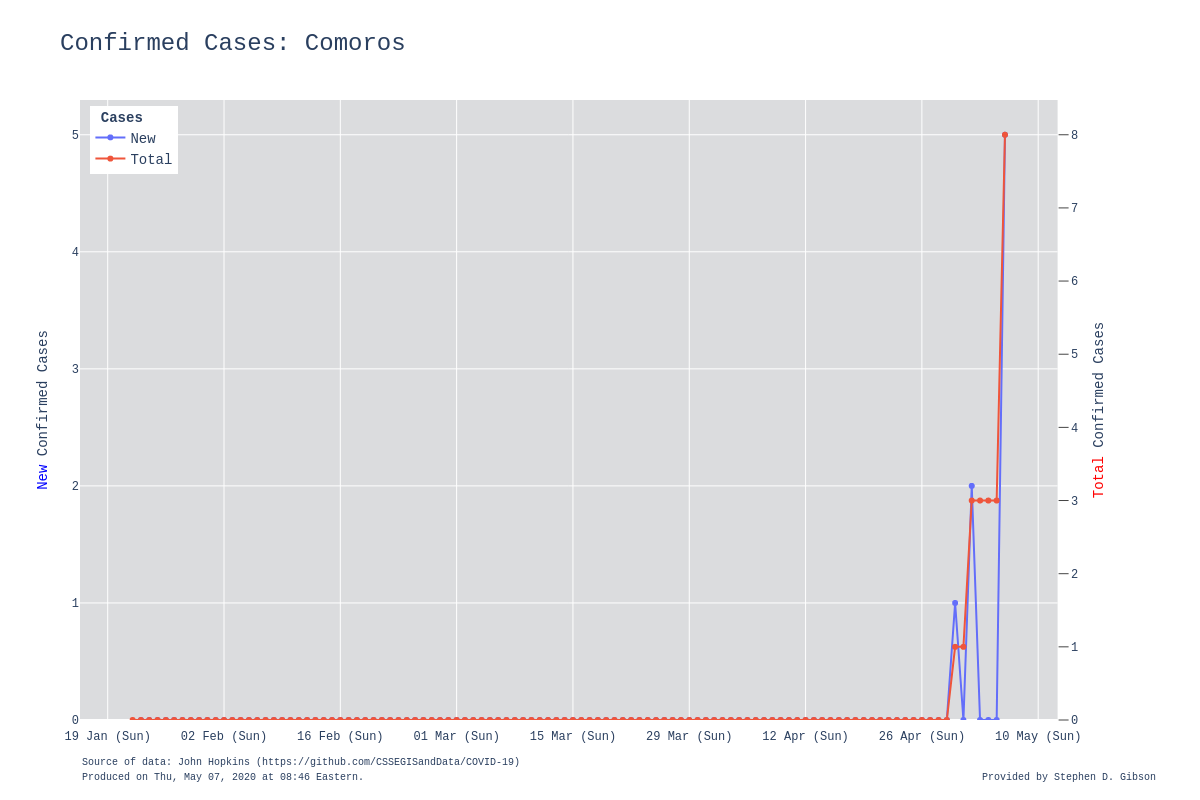 Confirmed Cases: Comoros
Cases
New
Total
5
4
3
2
1
0
New Confirmed Cases
8
7
6
5
4
3
2
1
0
Total Confirmed Cases
19 Jan (Sun)
02 Feb (Sun)
16 Feb (Sun)
01 Mar (Sun)
15 Mar (Sun)
29 Mar (Sun)
12 Apr (Sun)
26 Apr (Sun)
10 May (Sun)
Source of data: John Hopkins (https://github.com/CSSEGISandData/COVID-19)
Produced on Thu, May 07, 2020 at 08:46 Eastern.
Provided by Stephen D. Gibson